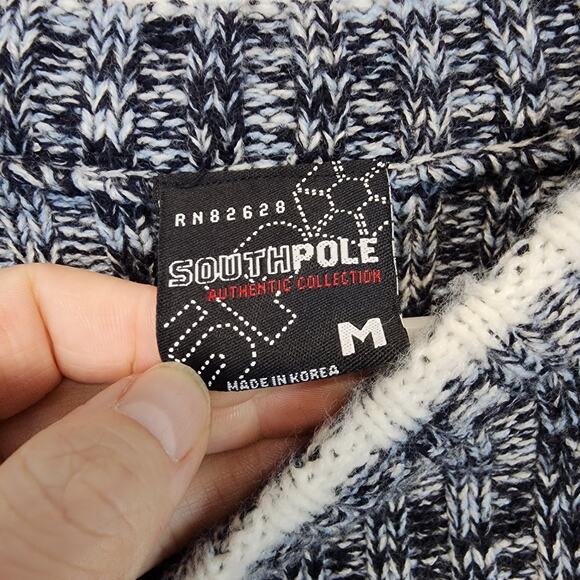 RN82628
SOUTHPOLE
AUTHENTIC COLLECTION
M
MADE IN KOREA